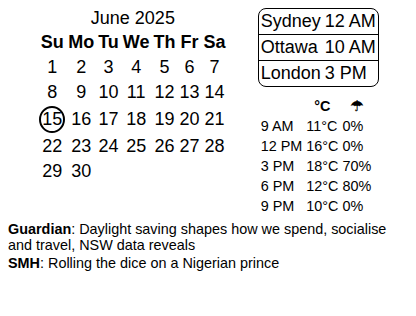 June 2025
Su Mo Tu We Th Fr Sa
1 2 3 4 5 6 7
8 9 10 11 12 13 14
15 16 17 18 19 20 21
22 23 24 25 26 27 28
29 30
Sydney 12 AM
Ottawa 10 AM
London 3 PM
°C ☂
9 AM 11°C 0%
12 PM 16°C 0%
3 PM 18°C 70%
6 PM 12°C 80%
9 PM 10°C 0%
Guardian: Daylight saving shapes how we spend, socialise
and travel, NSW data reveals
SMH: Rolling the dice on a Nigerian prince